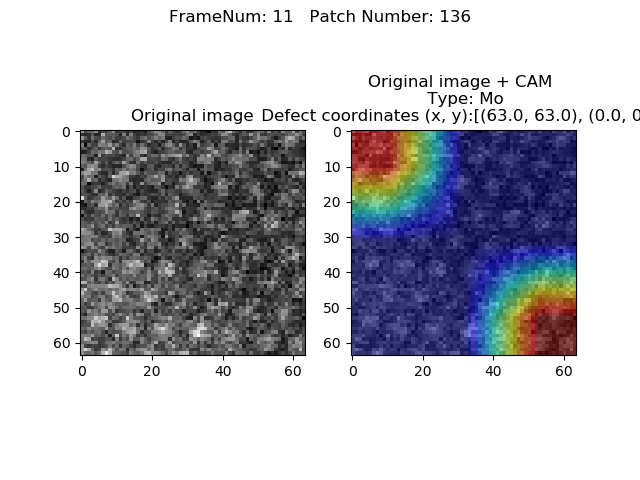 FrameNum: 11   Patch Number: 136
Original image + CAM
Type: Mo
Original image
Defect coordinates (x, y):[(63.0, 63.0), (0.0, 0
0
10
20
30
40
50
60
0 20 40 60
0
10
20
30
40
50
60
0 20 40 60